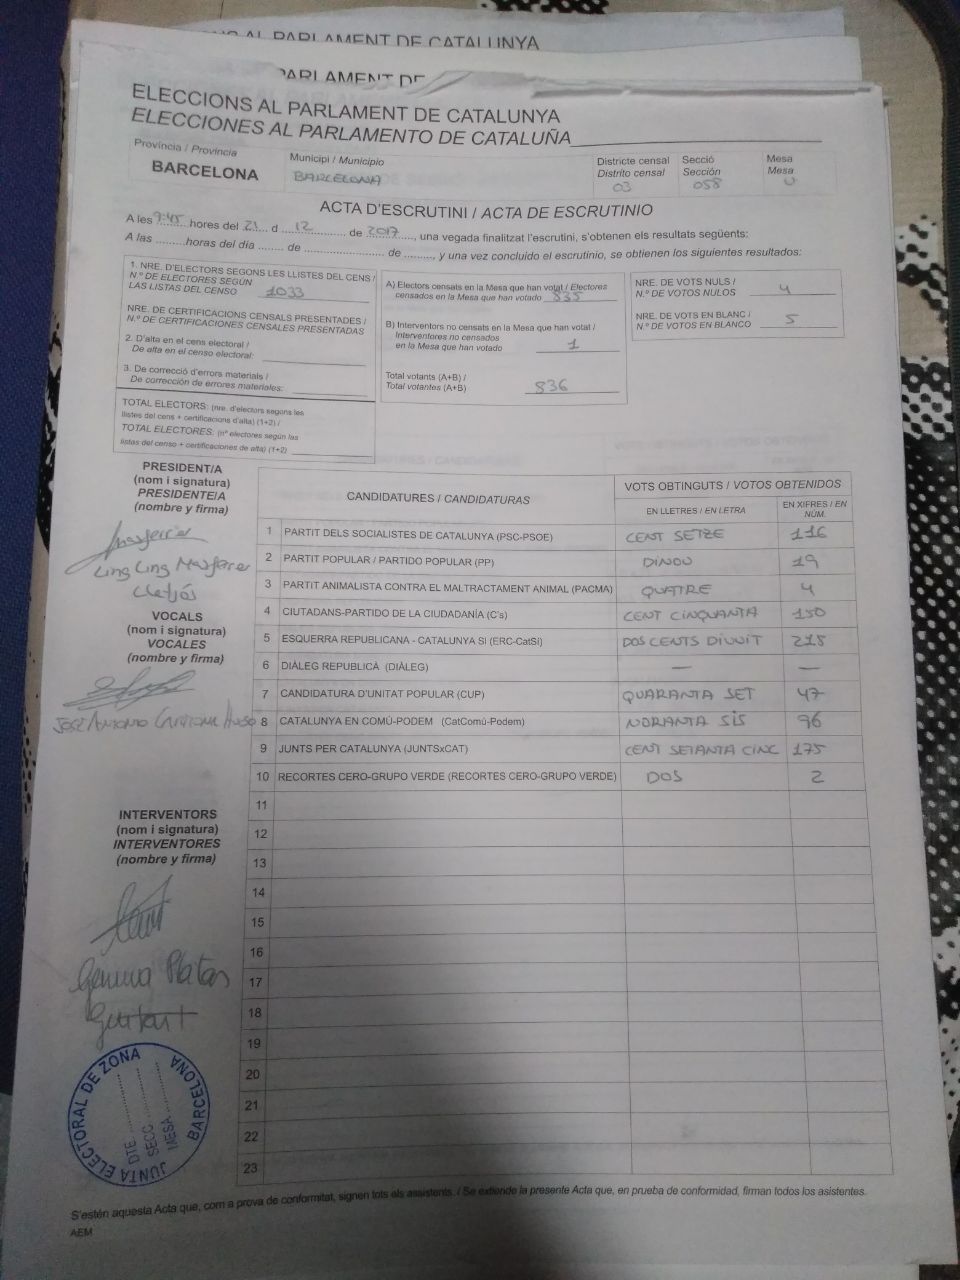 AL PARLAMENT DE CATALUNYA
PARLAMENT DE
ELECCIONS AL PARLAMENT DE CATALUNYA
ELECCIONES AL PARLAMENTO DE CATALUÑA
Província / Provincia
BARCELONA
Municipi / Municipio
BARCELONA
Districte censal
Distrito censal
03
Secció
Sección
058
Mesa
Mesa
U
ACTA D'ESCRUTINI / ACTA DE ESCRUTINIO
A les 9:45 hores del 21 d 12 de 2017, una vegada finalitzat l'escrutini, s'obtenen els resultats següents:
A las ..........horas del día ........ de ........................... de .........., y una vez concluido el escrutinio, se obtienen los siguientes resultados:
1. NRE. D'ELECTORS SEGONS LES LLISTES DEL CENS /
N.º DE ELECTORES SEGÚN
LAS LISTAS DEL CENSO 1033
NRE. DE CERTIFICACIONS CENSALS PRESENTADES /
N.º DE CERTIFICACIONES CENSALES PRESENTADAS
2. D'alta en el cens electoral /
De alta en el censo electoral:
3. De correcció d'errors materials /
De corrección de errores materiales:
TOTAL ELECTORS: (nre. d'electors segons les
llistes del cens + certificacions d'alta) (1+2) /
TOTAL ELECTORES: (nº electores según las
listas del censo + certificaciones de alta) (1+2)
A) Electors censats en la Mesa que han votat / Electores
censados en la Mesa que han votado 835
B) Interventors no censats en la Mesa que han votat /
Interventores no censados
en la Mesa que han votado 1
Total votants (A+B) /
Total votantes (A+B) 836
NRE. DE VOTS NULS /
N.º DE VOTOS NULOS 4
NRE. DE VOTS EN BLANC /
N.º DE VOTOS EN BLANCO 5
PRESIDENT/A
(nom i signatura)
PRESIDENTE/A
(nombre y firma)
Ling Ling
VOCALS
(nom i signatura)
VOCALES
(nombre y firma)
JOSE ANTONIO
INTERVENTORS
(nom i signatura)
INTERVENTORES
(nombre y firma)
Gemma Platas
CANDIDATURES / CANDIDATURAS
VOTS OBTINGUTS / VOTOS OBTENIDOS
EN LLETRES / EN LETRA
EN XIFRES / EN NÚM.
1 PARTIT DELS SOCIALISTES DE CATALUNYA (PSC-PSOE) CENT SETZE 116
2 PARTIT POPULAR / PARTIDO POPULAR (PP) DINOU 19
3 PARTIT ANIMALISTA CONTRA EL MALTRACTAMENT ANIMAL (PACMA) QUATRE 4
4 CIUTADANS-PARTIDO DE LA CIUDADANÍA (C's) CENT CINQUANTA 150
5 ESQUERRA REPUBLICANA - CATALUNYA SI (ERC-CatSí) DOS CENTS DIVUIT 218
6 DIÀLEG REPUBLICÀ (DIÀLEG) — —
7 CANDIDATURA D'UNITAT POPULAR (CUP) QUARANTA SET 47
8 CATALUNYA EN COMÚ-PODEM (CatComú-Podem) NORANTA SIS 96
9 JUNTS PER CATALUNYA (JUNTSxCAT) CENT SETANTA CINC 175
10 RECORTES CERO-GRUPO VERDE (RECORTES CERO-GRUPO VERDE) DOS 2
11
12
13
14
15
16
17
18
19
20
21
22
23
JUNTA ELECTORAL DE ZONA
BARCELONA
DTE
SECC
MESA
S'estén aquesta Acta que, com a prova de conformitat, signen tots els assistents. / Se extiende la presente Acta que, en prueba de conformidad, firman todos los asistentes.
AEM